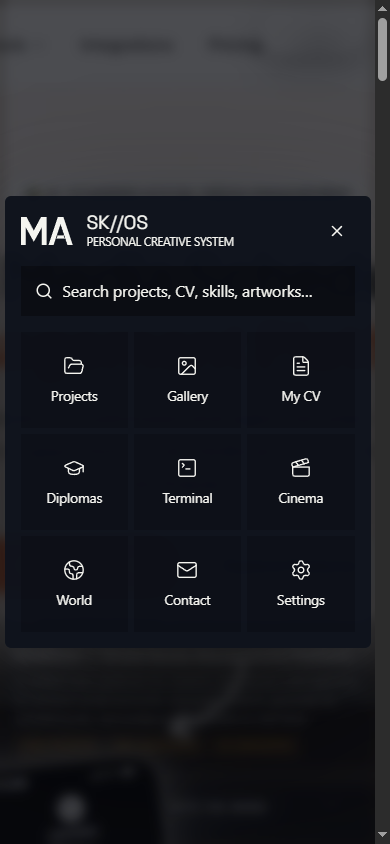 MA
SK//OS
PERSONAL CREATIVE SYSTEM
Search projects, CV, skills, artworks...
Projects
Gallery
My CV
Diplomas
Terminal
Cinema
World
Contact
Settings